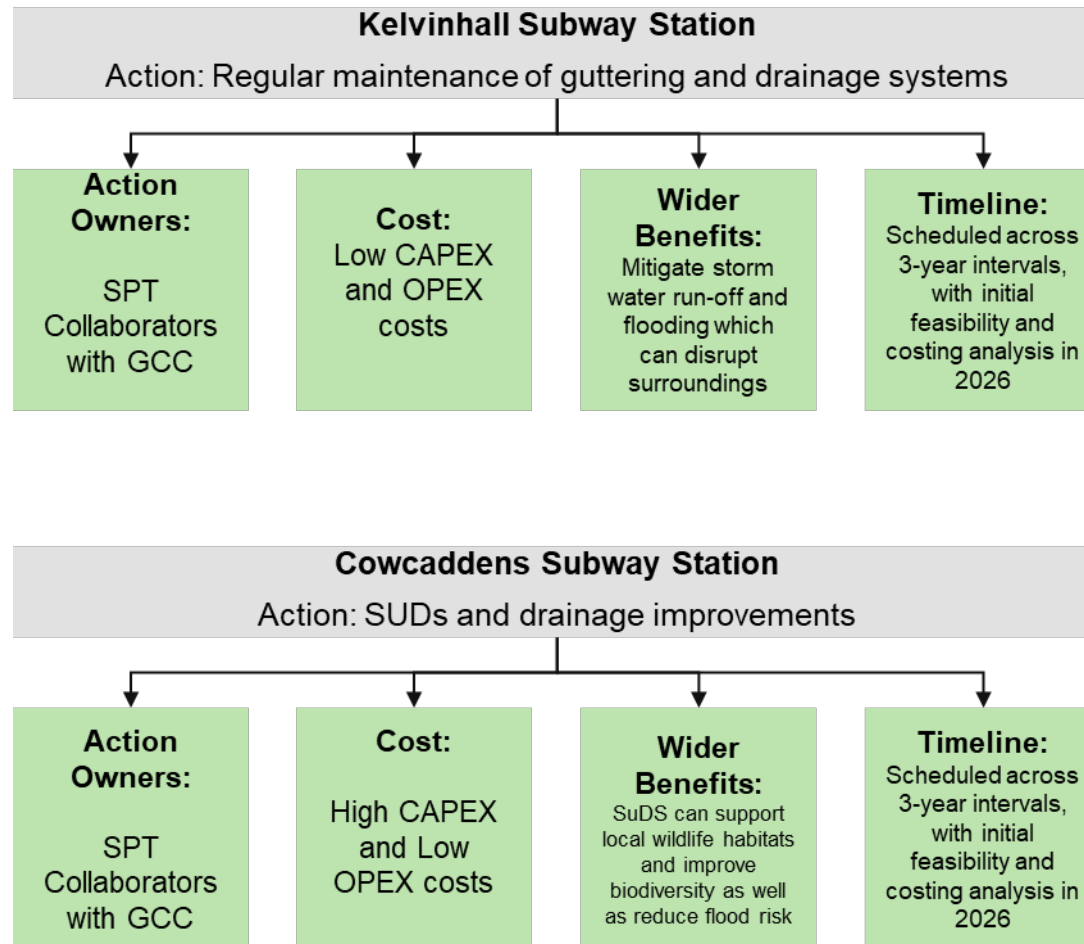 Kelvinhall Subway Station
Action: Regular maintenance of guttering and drainage systems
Action
Owners:
SPT
Collaborators
with GCC
Cost:
Low CAPEX
and OPEX
costs
Wider
Benefits:
Mitigate storm
water run-off and
flooding which
can disrupt
surroundings
Timeline:
Scheduled across
3-year intervals,
with initial
feasibility and
costing analysis in
2026
Cowcaddens Subway Station
Action: SUDs and drainage improvements
Action
Owners:
SPT
Collaborators
with GCC
Cost:
High CAPEX
and Low
OPEX costs
Wider
Benefits:
SuDS can support
local wildlife habitats
and improve
biodiversity as well
as reduce flood risk
Timeline:
Scheduled across
3-year intervals,
with initial
feasibility and
costing analysis in
2026